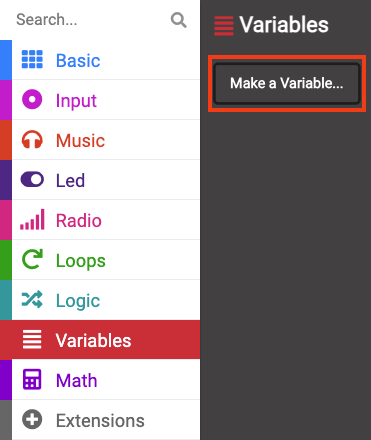 Search...
Basic
Input
Music
Led
Radio
Loops
Logic
Variables
Math
Extensions
Variables
Make a Variable...